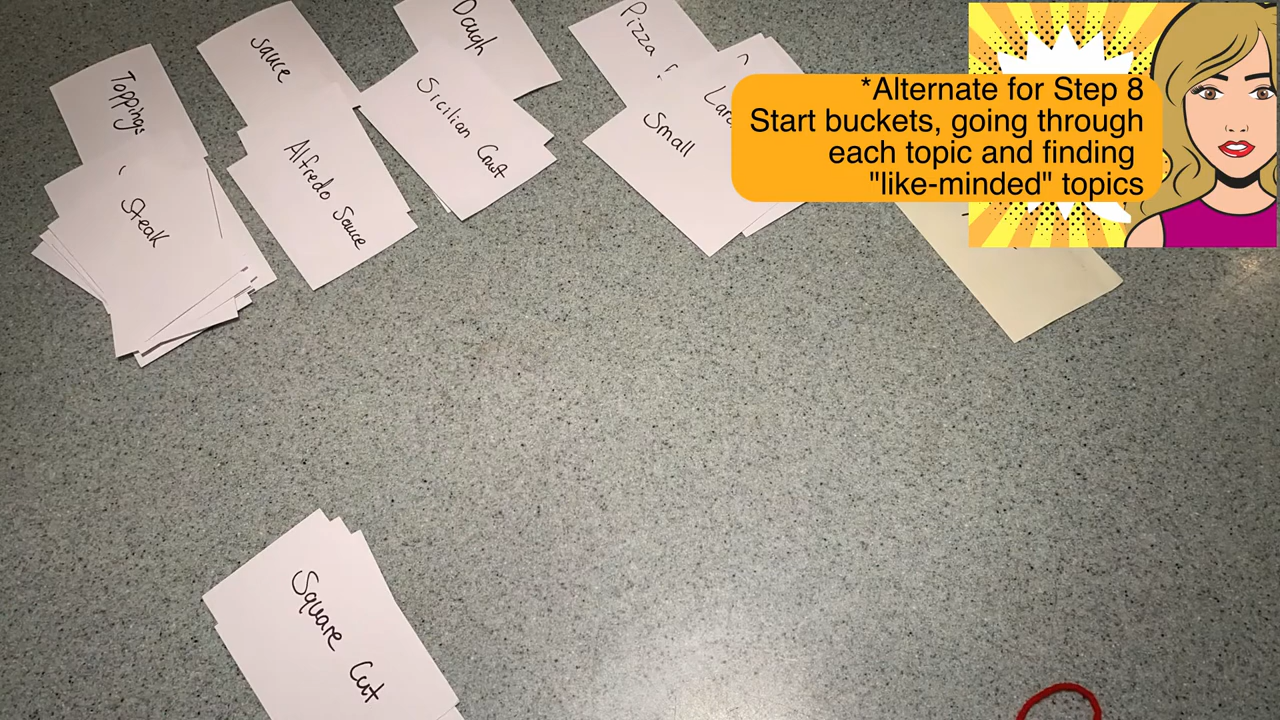 Toppings
Steak
Sauce
Alfredo Sauce
Dough
Sicilian Crust
Pizza
Small
*Alternate for Step 8
Start buckets, going through
each topic and finding
"like-minded" topics
Square Cut